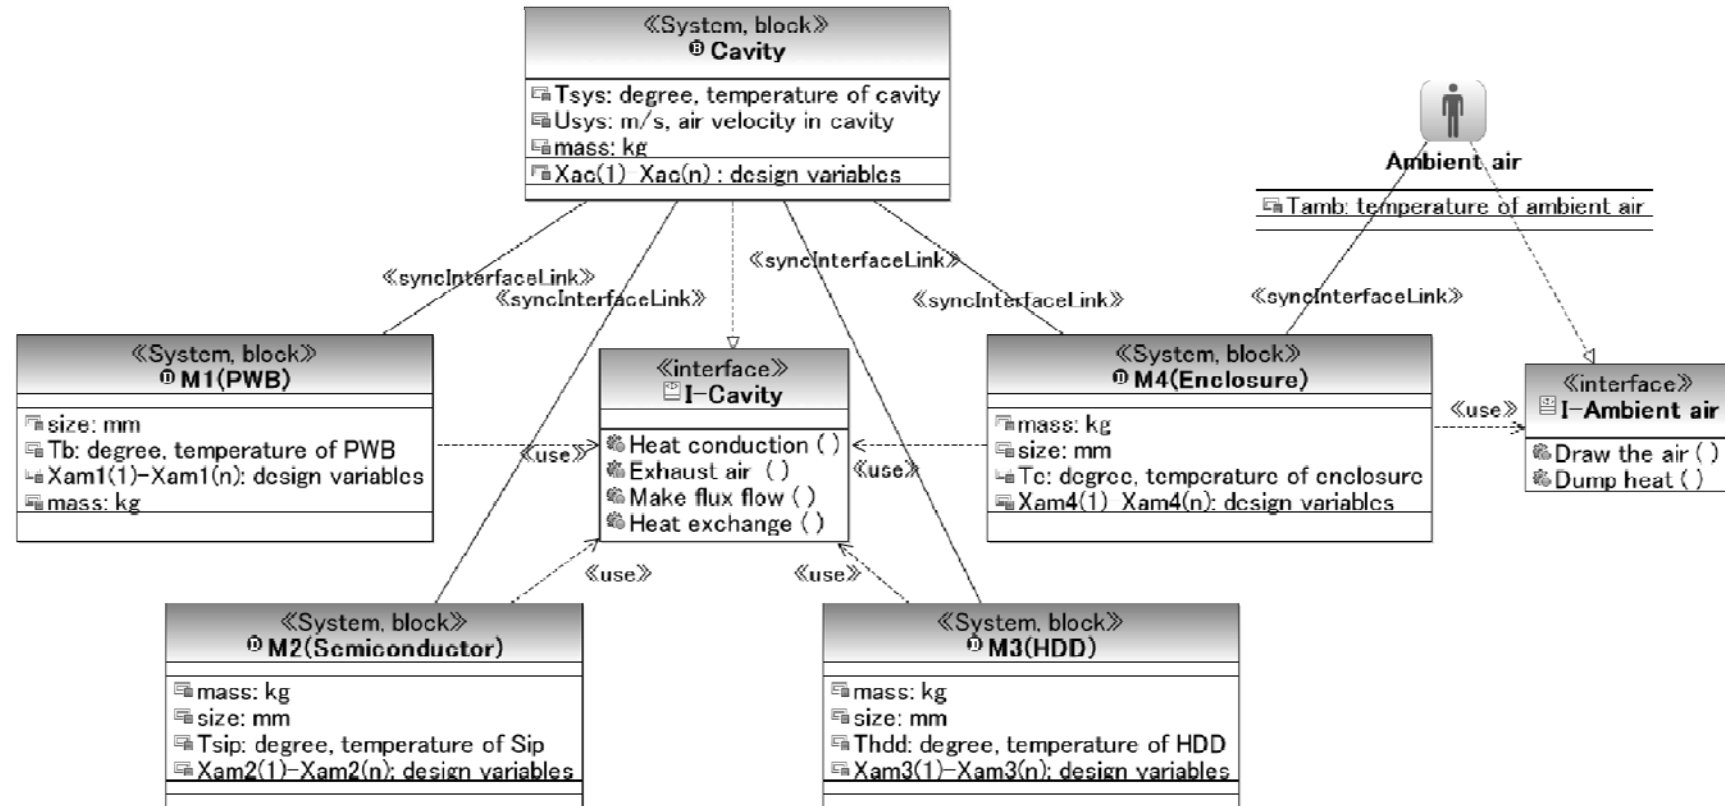 ≪System, block≫
Cavity
Tsys: degree, temperature of cavity
Usys: m/s, air velocity in cavity
mass: kg
Xac(1)-Xac(n) : design variables
Ambient air
Tamb: temperature of ambient air
≪syncInterfaceLink≫
≪syncInterfaceLink≫
≪syncInterfaceLink≫
≪syncInterfaceLink≫
≪syncInterfaceLink≫
≪System, block≫
M1(PWB)
size: mm
Tb: degree, temperature of PWB
Xam1(1)-Xam1(n): design variables
mass: kg
≪use≫
≪interface≫
I-Cavity
Heat conduction ( )
Exhaust air ( )
Make flux flow ( )
Heat exchange ( )
≪use≫
≪System, block≫
M4(Enclosure)
mass: kg
size: mm
Te: degree, temperature of enclosure
Xam4(1)-Xam4(n): design variables
≪use≫
≪interface≫
I-Ambient air
Draw the air ( )
Dump heat ( )
≪use≫
≪use≫
≪System, block≫
M2(Semiconductor)
mass: kg
size: mm
Tsip: degree, temperature of Sip
Xam2(1)-Xam2(n): design variables
≪System, block≫
M3(HDD)
mass: kg
size: mm
Thdd: degree, temperature of HDD
Xam3(1)-Xam3(n): design variables